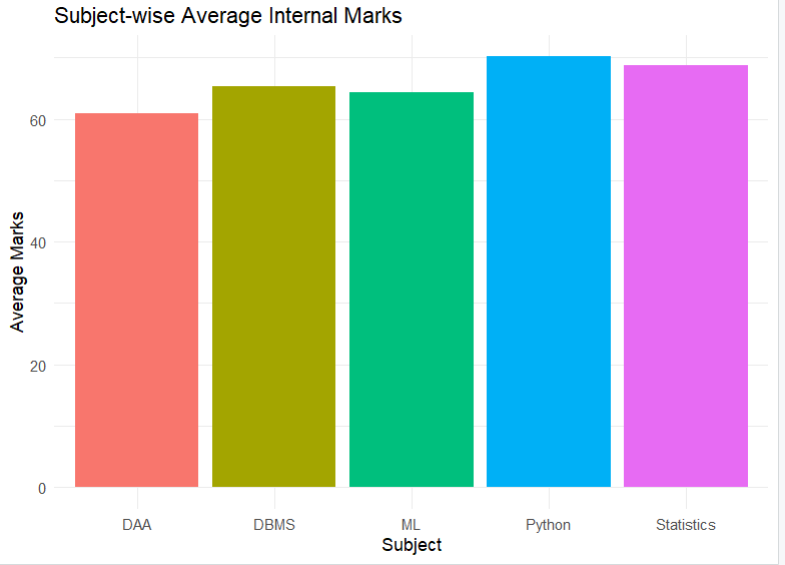 Subject-wise Average Internal Marks
Average Marks
60
40
20
0
DAA DBMS ML Python Statistics
Subject